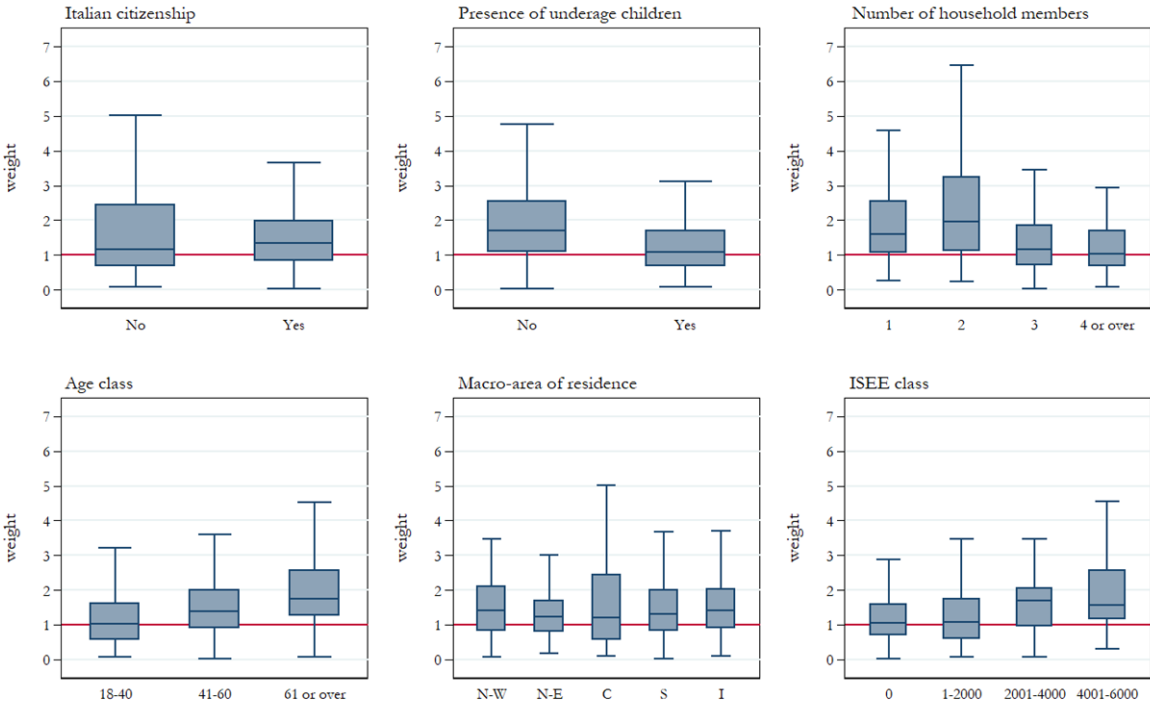 Italian citizenship
Presence of underage children
Number of household members
7
6
5
4
3
2
1
0
weight
No
Yes
7
6
5
4
3
2
1
0
weight
No
Yes
7
6
5
4
3
2
1
0
weight
1
2
3
4 or over
Age class
Macro-area of residence
ISEE class
7
6
5
4
3
2
1
0
weight
18-40
41-60
61 or over
7
6
5
4
3
2
1
0
weight
N-W
N-E
C
S
I
7
6
5
4
3
2
1
0
weight
0
1-2000
2001-4000
4001-6000